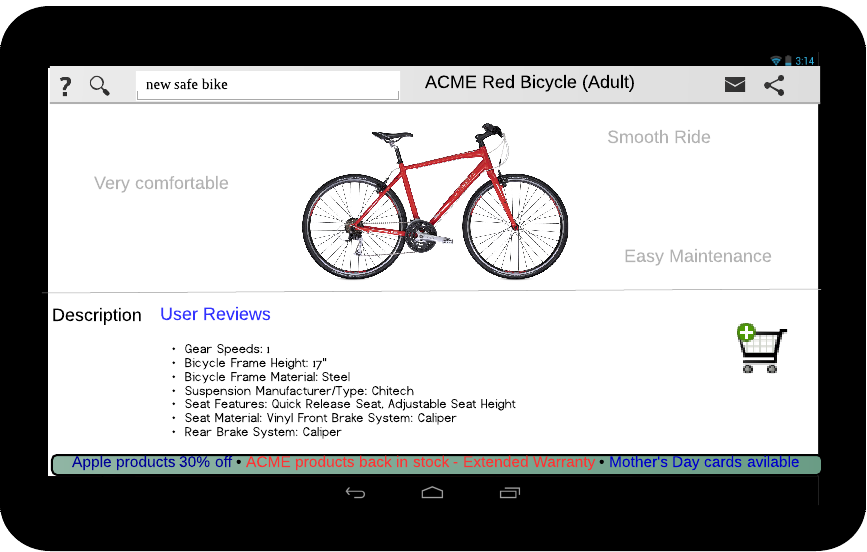 3:14
?
new safe bike
ACME Red Bicycle (Adult)
Smooth Ride
Very comfortable
Easy Maintenance
Description
User Reviews
• Gear Speeds: 1
• Bicycle Frame Height: 17"
• Bicycle Frame Material: Steel
• Suspension Manufacturer/Type: Chitech
• Seat Features: Quick Release Seat, Adjustable Seat Height
• Seat Material: Vinyl Front Brake System: Caliper
• Rear Brake System: Caliper
Apple products 30% off • ACME products back in stock - Extended Warranty • Mother's Day cards avilable